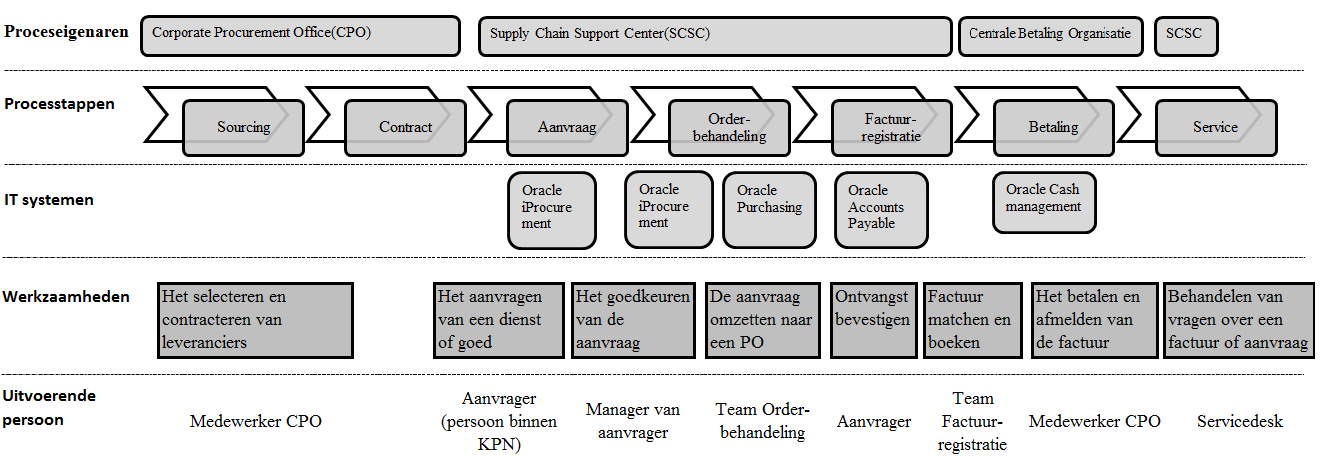 Proceseigenaren
Corporate Procurement Office(CPO)
Supply Chain Support Center(SCSC)
Centrale Betaling Organisatie
SCSC
Processtappen
Sourcing
Contract
Aanvraag
Order-
behandeling
Factuur-
registratie
Betaling
Service
IT systemen
Oracle
iProcure
ment
Oracle
iProcure
ment
Oracle
Purchasing
Oracle
Accounts
Payable
Oracle Cash
management
Werkzaamheden
Het selecteren en
contracteren van
leveranciers
Het aanvragen
van een dienst
of goed
Het goedkeuren
van de
aanvraag
De aanvraag
omzetten naar
een PO
Ontvangst
bevestigen
Factuur
matchen en
boeken
Het betalen en
afmelden van
de factuur
Behandelen van
vragen over een
factuur of aanvraag
Uitvoerende
persoon
Medewerker CPO
Aanvrager
(persoon binnen
KPN)
Manager van
aanvrager
Team Order-
behandeling
Aanvrager
Team
Factuur-
registratie
Medewerker CPO
Servicedesk